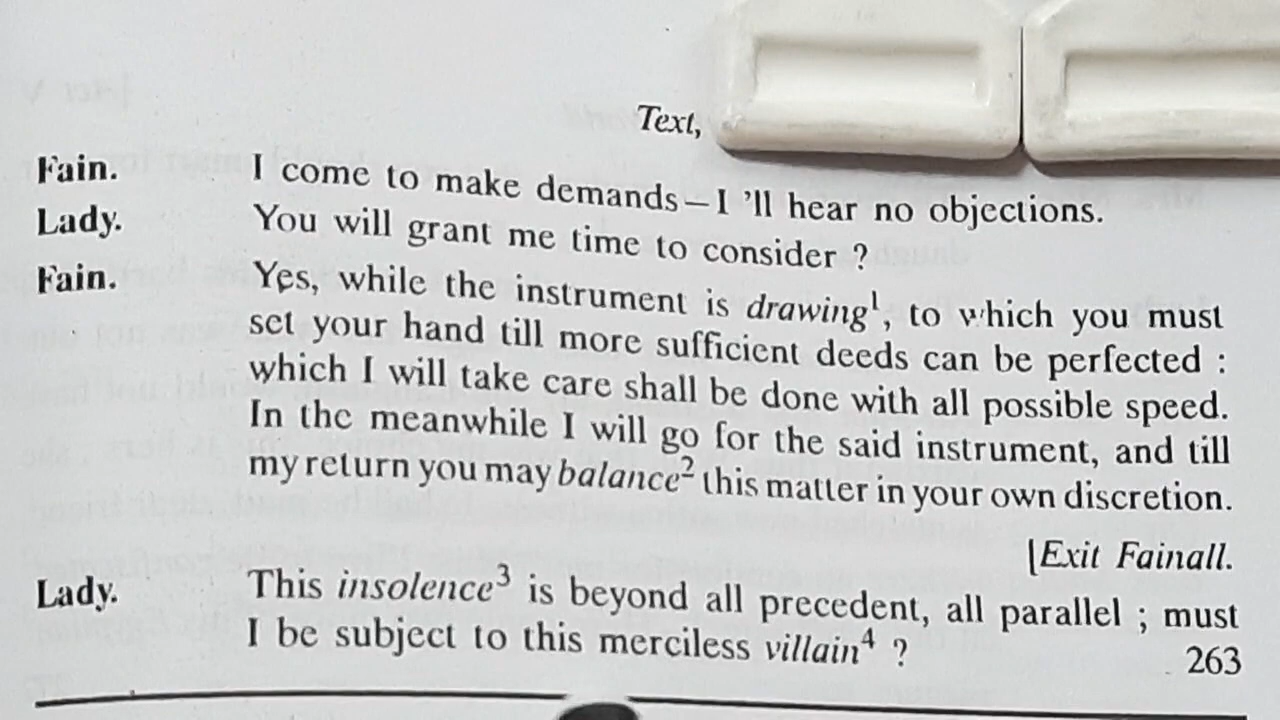 Text,
Fain. I come to make demands—I 'll hear no objections.
Lady. You will grant me time to consider ?
Fain. Yes, while the instrument is drawing¹, to which you must
set your hand till more sufficient deeds can be perfected :
which I will take care shall be done with all possible speed.
In the meanwhile I will go for the said instrument, and till
my return you may balance² this matter in your own discretion.
[Exit Fainall.
Lady. This insolence³ is beyond all precedent, all parallel ; must
I be subject to this merciless villain⁴ ?
263